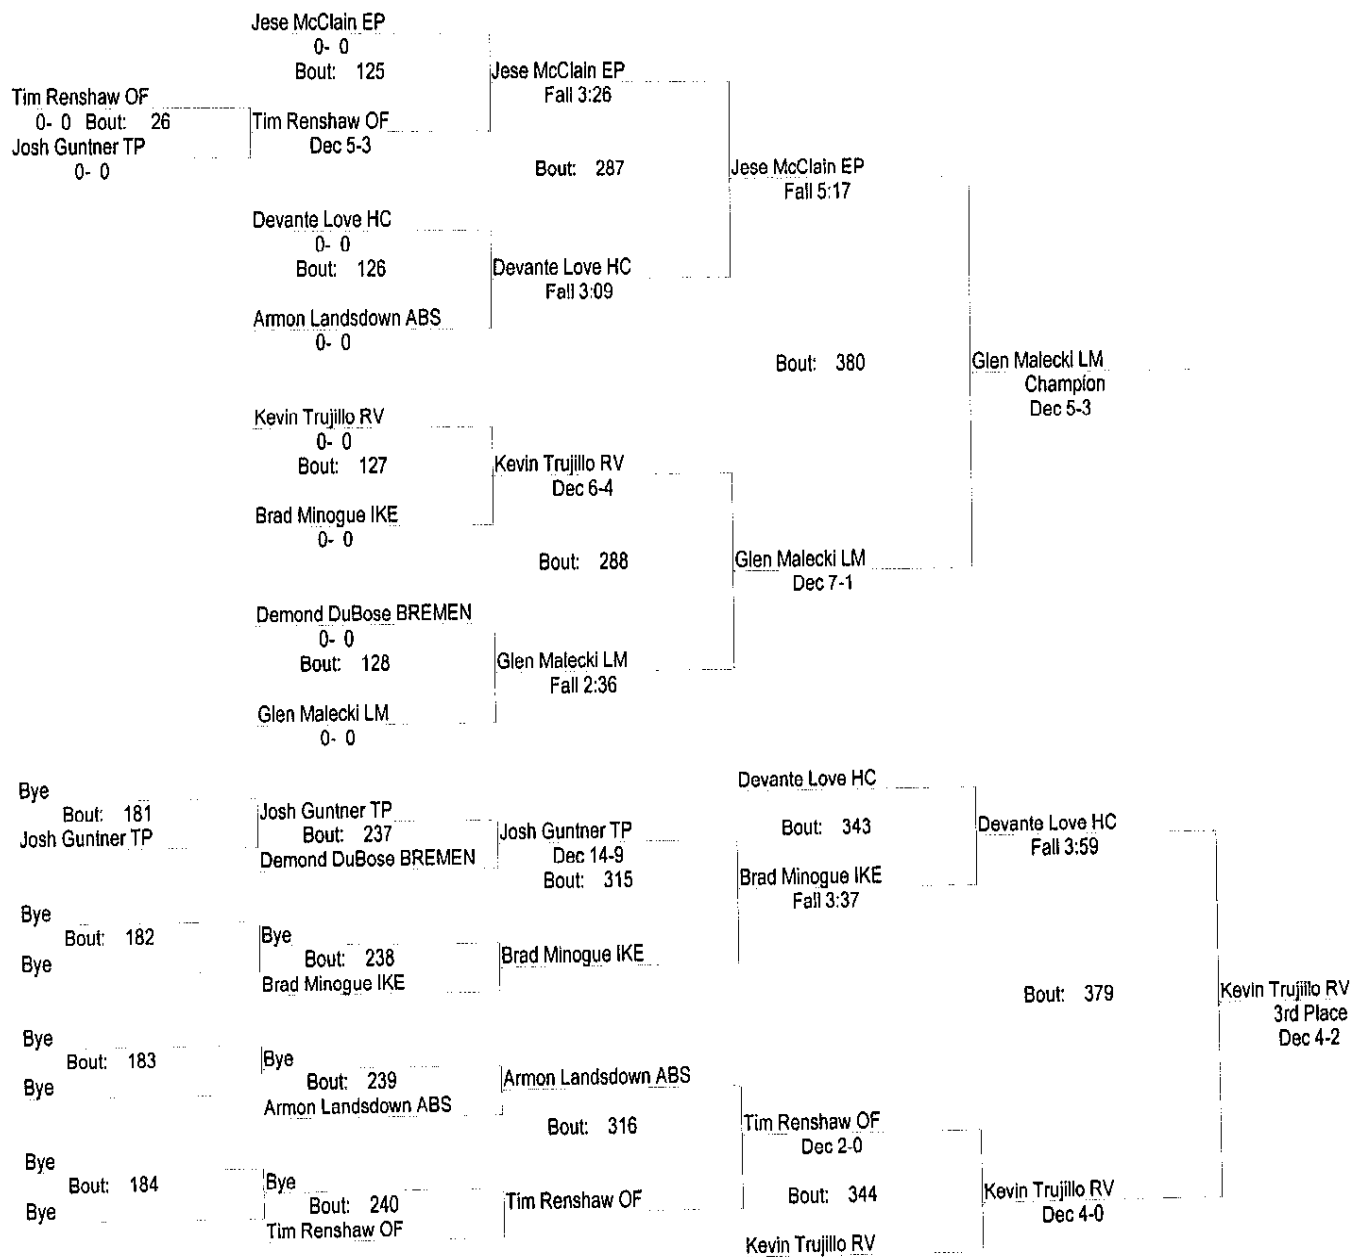 Jese McClain EP
0- 0
Bout: 125
Tim Renshaw OF
0- 0 Bout: 26
Josh Guntner TP
0- 0
Tim Renshaw OF
Dec 5-3
Jese McClain EP
Fall 3:26
Bout: 287
Jese McClain EP
Fall 5:17
Devante Love HC
0- 0
Bout: 126
Armon Landsdown ABS
0- 0
Devante Love HC
Fall 3:09
Bout: 380
Glen Malecki LM
Champion
Dec 5-3
Kevin Trujillo RV
0- 0
Bout: 127
Brad Minogue IKE
0- 0
Kevin Trujillo RV
Dec 6-4
Bout: 288
Glen Malecki LM
Dec 7-1
Demond DuBose BREMEN
0- 0
Bout: 128
Glen Malecki LM
0- 0
Glen Malecki LM
Fall 2:36
Bye
Bout: 181
Josh Guntner TP
Josh Guntner TP
Bout: 237
Demond DuBose BREMEN
Josh Guntner TP
Dec 14-9
Bout: 315
Devante Love HC
Bout: 343
Brad Minogue IKE
Fall 3:37
Devante Love HC
Fall 3:59
Bye
Bout: 182
Bye
Bye
Bout: 238
Brad Minogue IKE
Brad Minogue IKE
Bout: 379
Kevin Trujillo RV
3rd Place
Dec 4-2
Bye
Bout: 183
Bye
Bye
Bout: 239
Armon Landsdown ABS
Armon Landsdown ABS
Bout: 316
Tim Renshaw OF
Dec 2-0
Bout: 344
Kevin Trujillo RV
Kevin Trujillo RV
Dec 4-0
Bye
Bout: 184
Bye
Bye
Bout: 240
Tim Renshaw OF
Tim Renshaw OF